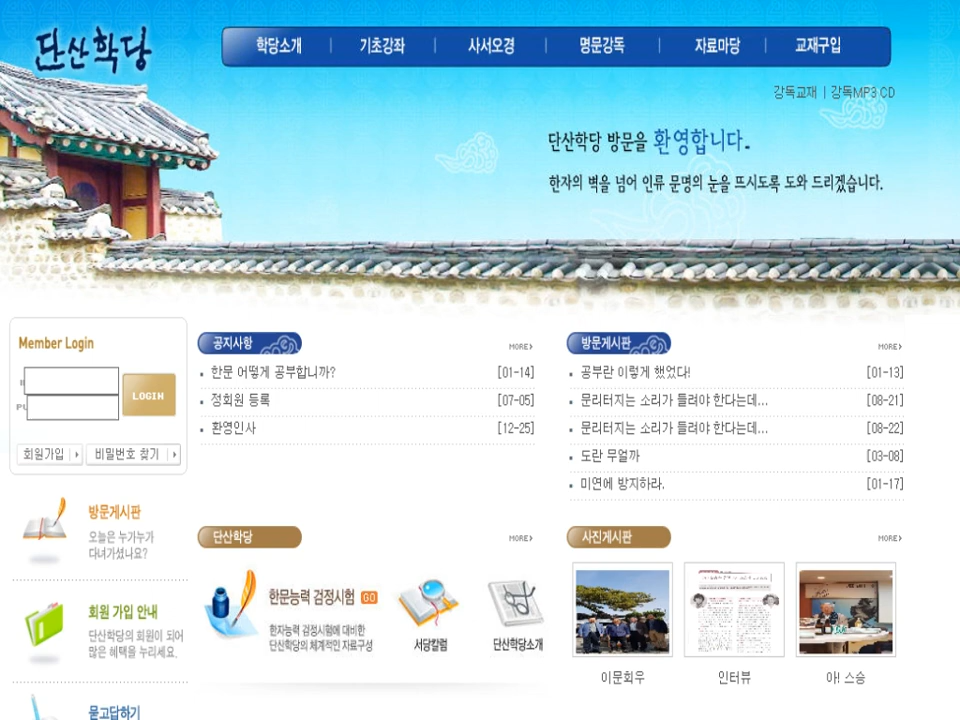 단산학당
학당소개 | 기초강좌 | 사서오경 | 명문강독 | 자료마당 | 교재구입
강독교재 | 강독MP3 CD
단산학당 방문을 환영합니다.
한자의 벽을 넘어 인류 문명의 눈을 뜨시도록 도와 드리겠습니다.
Member Login
LOGIN
회원가입
비밀번호 찾기
공지사항
MORE
한문 어떻게 공부합니까? [01-14]
정회원 등록 [07-05]
환영인사 [12-25]
방문게시판
MORE
공부란 이렇게 했었다! [01-13]
문리터지는 소리가 들려야 한다는데... [08-21]
문리터지는 소리가 들려야 한다는데... [08-22]
도란 무얼까 [03-08]
미연에 방지하라. [01-17]
방문게시판
오늘은 누가누가
다녀가셨나요?
회원 가입 안내
단산학당의 회원이 되어
많은 혜택을 누리세요.
묻고답하기
단산학당
MORE
한문능력 검정시험 GO
한자능력 검정시험에 대비한
단산학당의 체계적인 자료구성
서당칼럼
단산학당소개
사진게시판
MORE
이문회우
인터뷰
아! 스승